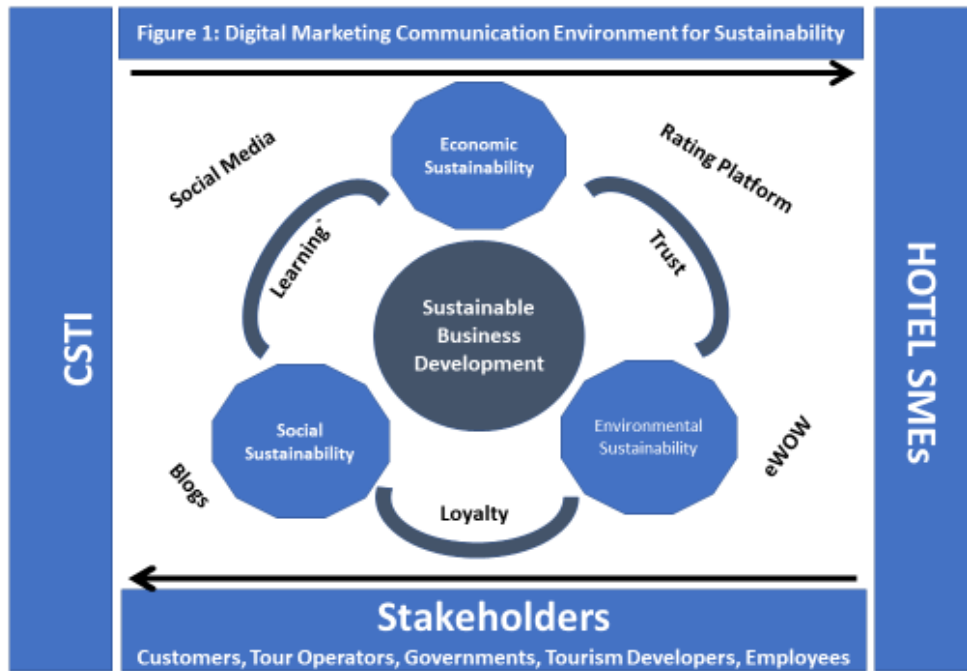 Figure 1: Digital Marketing Communication Environment for Sustainability
CSTI
HOTEL SMEs
Social Media
Rating Platform
Economic
Sustainability
Learning
Trust
Sustainable
Business
Development
Social
Sustainability
Environmental
Sustainability
Blogs
eWOW
Loyalty
Stakeholders
Customers, Tour Operators, Governments, Tourism Developers, Employees